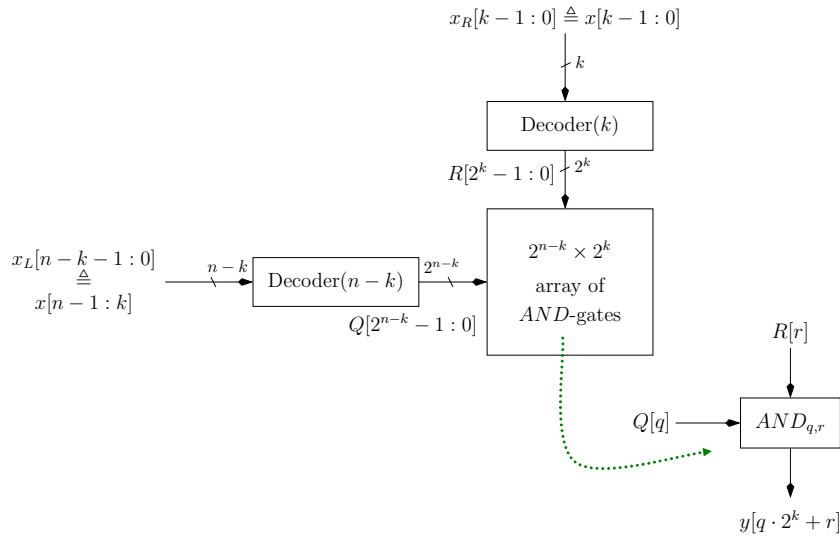 x_R[k − 1 : 0] ≜ x[k − 1 : 0]
k
Decoder(k)
R[2^k − 1 : 0]
2^k
x_L[n − k − 1 : 0]
≜
x[n − 1 : k]
n − k
Decoder(n − k)
2^{n−k}
Q[2^{n−k} − 1 : 0]
2^{n−k} × 2^k
array of
AND-gates
R[r]
Q[q]
AND_{q,r}
y[q · 2^k + r]